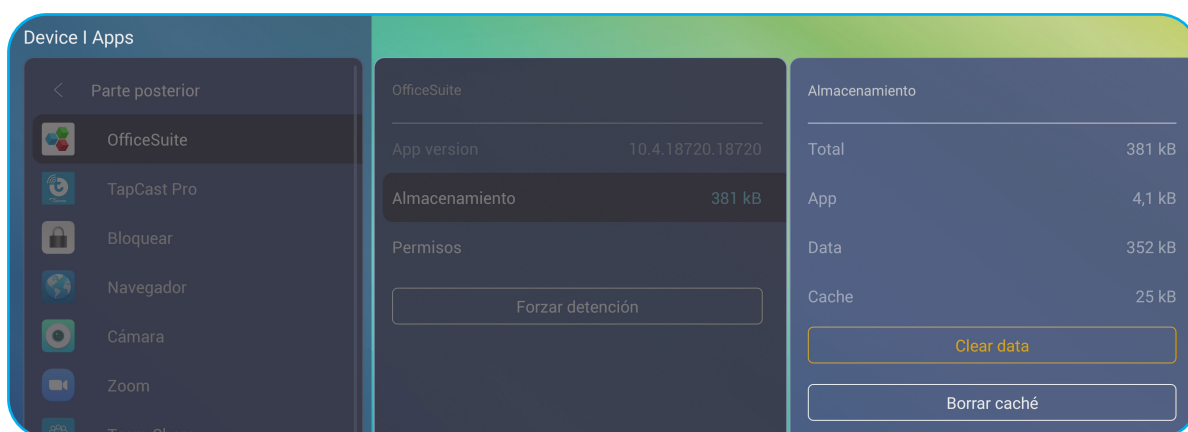 Device I Apps
Parte posterior
OfficeSuite
TapCast Pro
Bloquear
Navegador
Cámara
Zoom
OfficeSuite
App version 10.4.18720.18720
Almacenamiento 381 kB
Permisos
Forzar detención
Almacenamiento
Total 381 kB
App 4,1 kB
Data 352 kB
Cache 25 kB
Clear data
Borrar caché